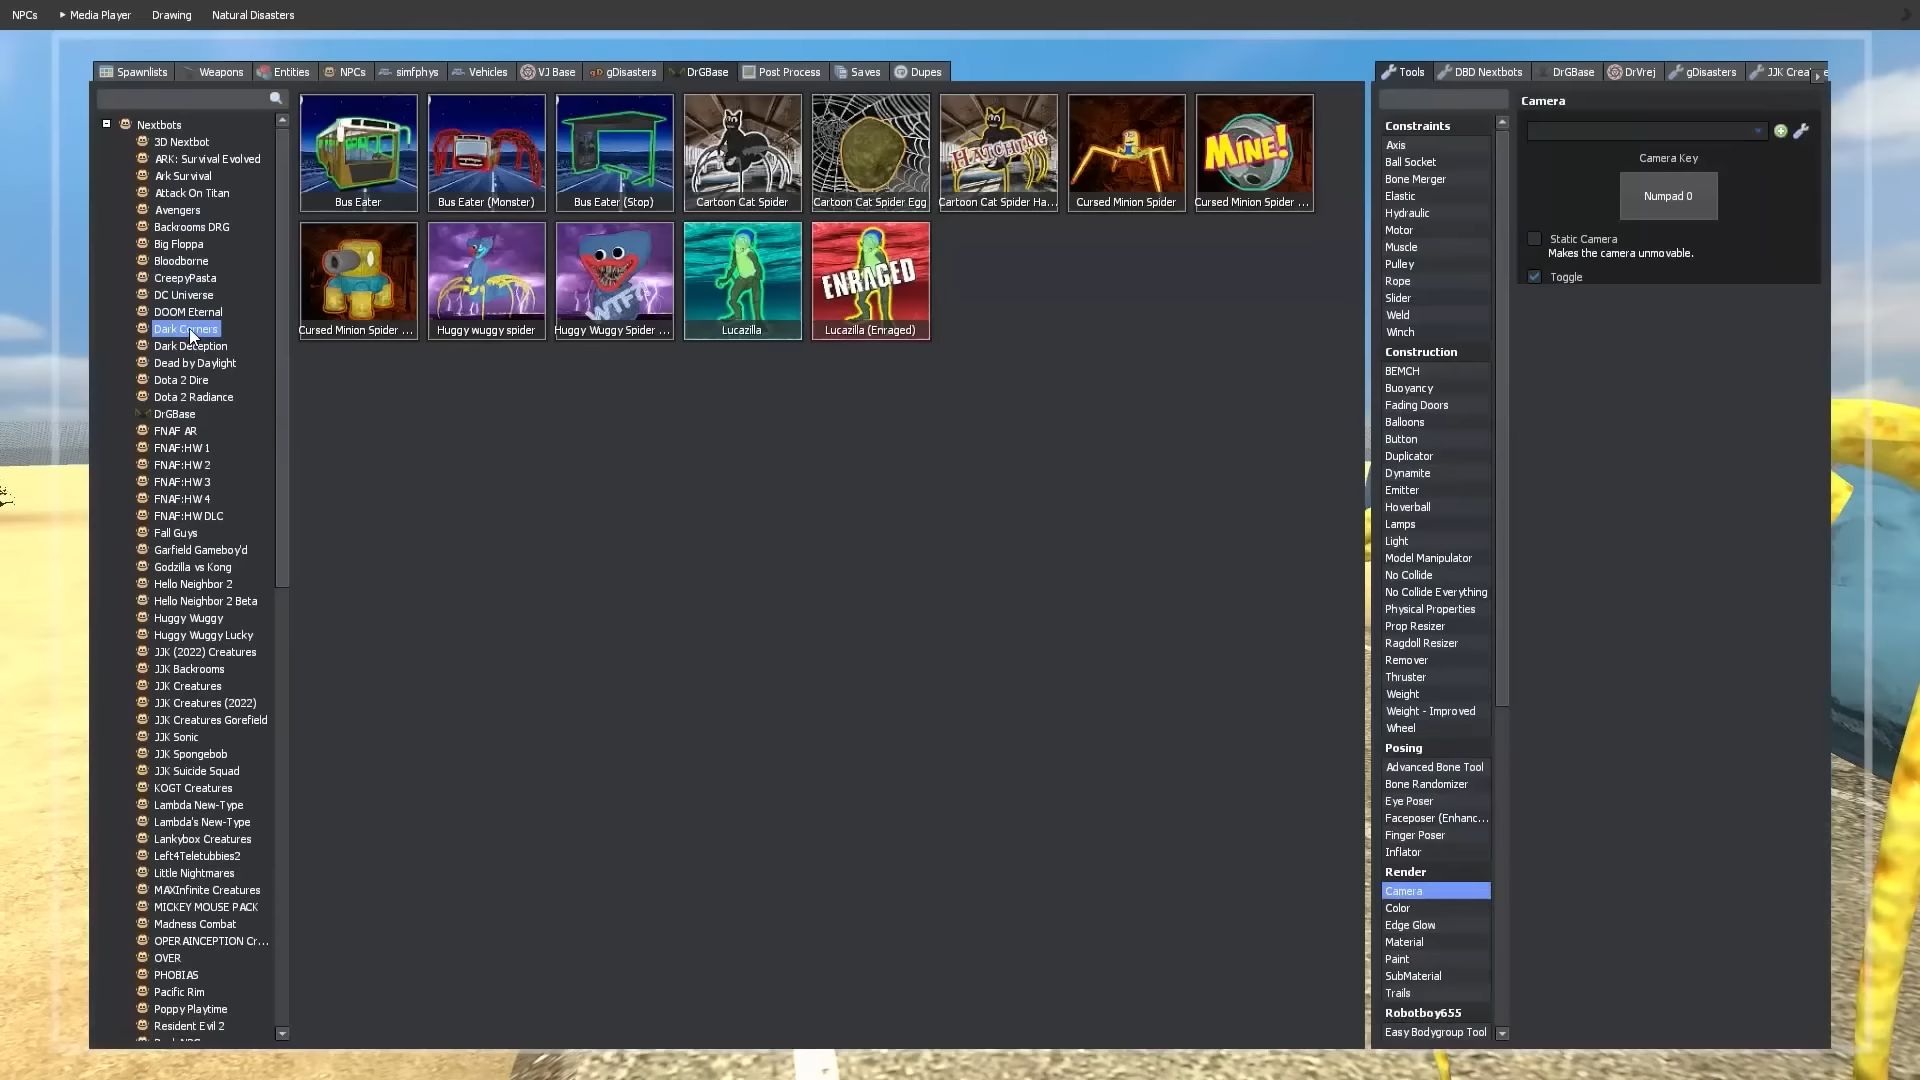 NPCs
Media Player
Drawing
Natural Disasters
Spawnlists
Weapons
Entities
NPCs
simfphys
Vehicles
VJ Base
gDisasters
DrGBase
Post Process
Saves
Dupes
Nextbots
3D Nextbot
ARK: Survival Evolved
Ark Survival
Attack On Titan
Avengers
Backrooms DRG
Big Floppa
Bloodborne
CreepyPasta
DC Universe
DOOM Eternal
Dark Corners
Dark Deception
Dead by Daylight
Dota 2 Dire
Dota 2 Radiance
DrGBase
FNAF AR
FNAF:HW 1
FNAF:HW 2
FNAF:HW 3
FNAF:HW 4
FNAF:HW DLC
Fall Guys
Garfield Gameboy'd
Godzilla vs Kong
Hello Neighbor 2
Hello Neighbor 2 Beta
Huggy Wuggy
Huggy Wuggy Lucky
JJK (2022) Creatures
JJK Backrooms
JJK Creatures
JJK Creatures (2022)
JJK Creatures Gorefield
JJK Sonic
JJK Spongebob
JJK Suicide Squad
KOGT Creatures
Lambda New-Type
Lambda's New-Type
Lankybox Creatures
Left4Teletubbies2
Little Nightmares
MAXInfinite Creatures
MICKEY MOUSE PACK
Madness Combat
OPERAINCEPTION Cr...
OVER
PHOBIAS
Pacific Rim
Poppy Playtime
Resident Evil 2
Bus Eater
Bus Eater (Monster)
Bus Eater (Stop)
Cartoon Cat Spider
Cartoon Cat Spider Egg
HATCHING
Cartoon Cat Spider Ha...
Cursed Minion Spider
MINE!
Cursed Minion Spider ...
Cursed Minion Spider ...
Huggy wuggy spider
WTF?
Huggy Wuggy Spider ...
Lucazilla
ENRAGED
Lucazilla (Enraged)
Tools
DBD Nextbots
DrGBase
DrVrej
gDisasters
JJK Crea
Constraints
Axis
Ball Socket
Bone Merger
Elastic
Hydraulic
Motor
Muscle
Pulley
Rope
Slider
Weld
Winch
Construction
BEMCH
Buoyancy
Fading Doors
Balloons
Button
Duplicator
Dynamite
Emitter
Hoverball
Lamps
Light
Model Manipulator
No Collide
No Collide Everything
Physical Properties
Prop Resizer
Ragdoll Resizer
Remover
Thruster
Weight
Weight - Improved
Wheel
Posing
Advanced Bone Tool
Bone Randomizer
Eye Poser
Faceposer (Enhanc...
Finger Poser
Inflator
Render
Camera
Color
Edge Glow
Material
Paint
SubMaterial
Trails
Robotboy655
Easy Bodygroup Tool
Camera
Camera Key
Numpad 0
Static Camera
Makes the camera unmovable.
Toggle